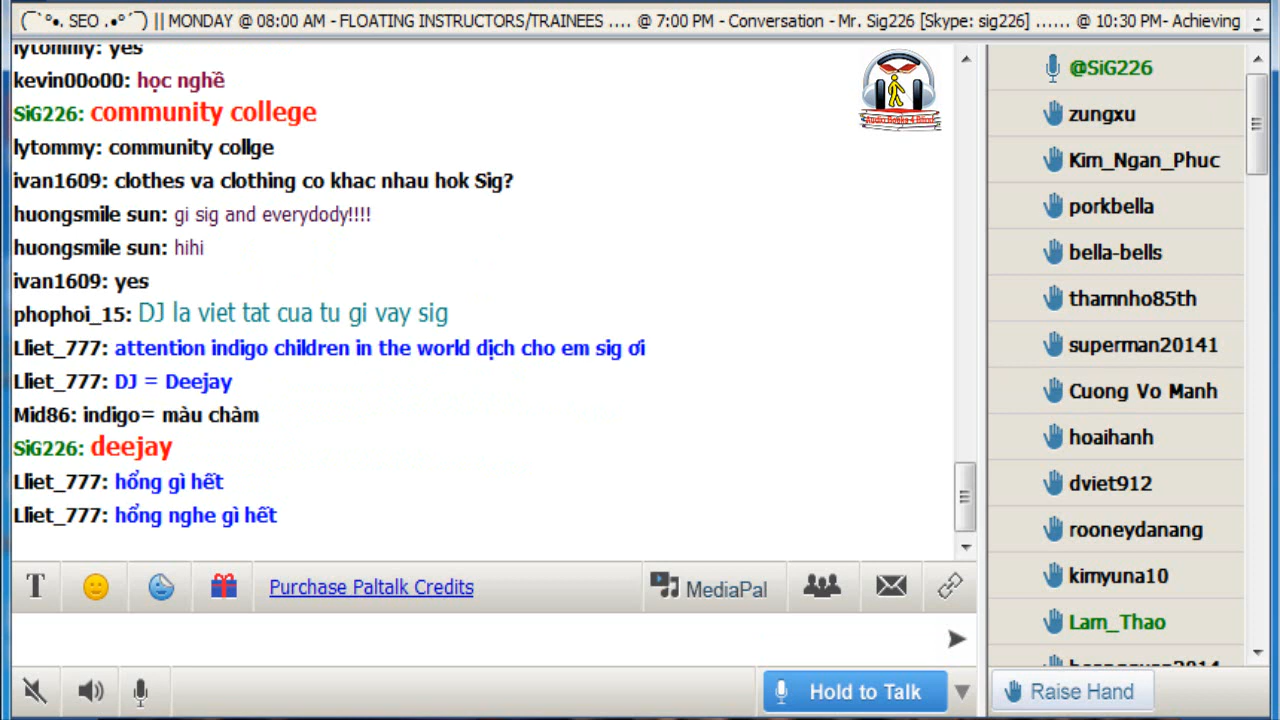 (¯`°•. SEO .•°´¯) || MONDAY @ 08:00 AM - FLOATING INSTRUCTORS/TRAINEES .... @ 7:00 PM - Conversation - Mr. Sig226 [Skype: sig226] ...... @ 10:30 PM- Achieving
lytommy: yes
kevin00o00: học nghề
SiG226: community college
lytommy: community collge
ivan1609: clothes va clothing co khac nhau hok Sig?
huongsmile sun: gi sig and everydody!!!!
huongsmile sun: hihi
ivan1609: yes
phophoi_15: DJ la viet tat cua tu gi vay sig
Lliet_777: attention indigo children in the world dịch cho em sig ơi
Lliet_777: DJ = Deejay
Mid86: indigo= màu chàm
SiG226: deejay
Lliet_777: hổng gì hết
Lliet_777: hổng nghe gì hết
Audio Books 4 Blind
@SiG226
zungxu
Kim_Ngan_Phuc
porkbella
bella-bells
thamnho85th
superman20141
Cuong Vo Manh
hoaihanh
dviet912
rooneydanang
kimyuna10
Lam_Thao
T
Purchase Paltalk Credits
MediaPal
Hold to Talk
Raise Hand